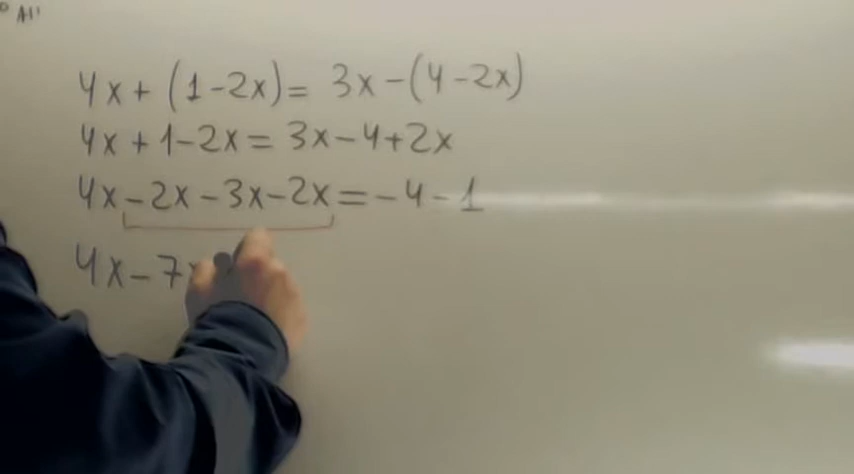 4x + (1-2x) = 3x - (4-2x)
4x + 1-2x = 3x-4+2x
4x-2x-3x-2x=-4-1
4x-7x